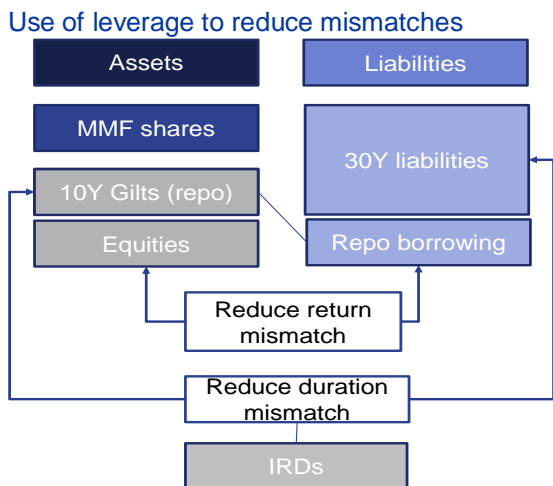 Use of leverage to reduce mismatches
Assets
Liabilities
MMF shares
30Y liabilities
10Y Gilts (repo)
Equities
Repo borrowing
Reduce return
mismatch
Reduce duration
mismatch
IRDs